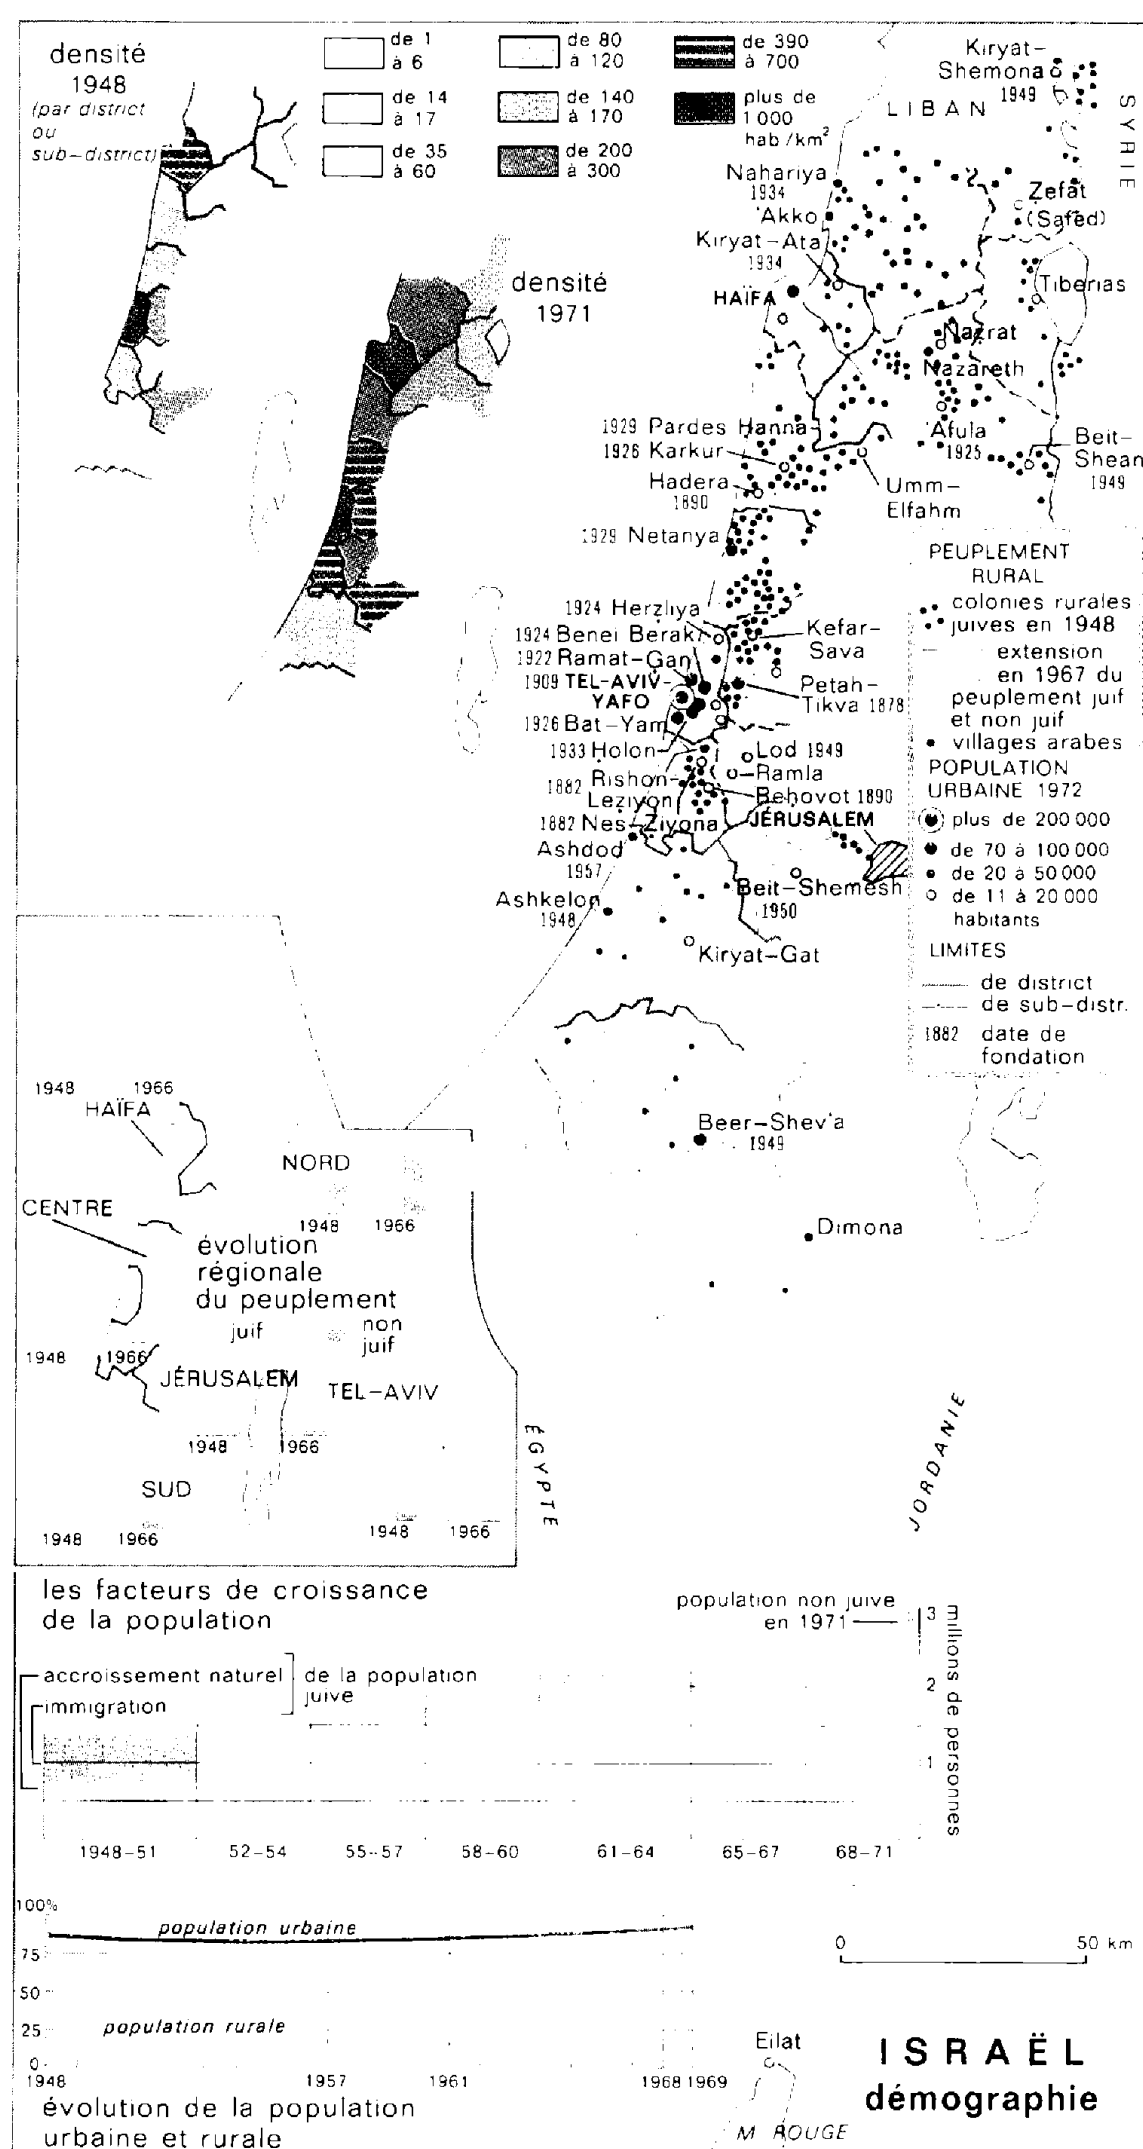 densité
1948
(par district
ou
sub-district)
de 1
à 6
de 14
à 17
de 35
à 60
de 80
à 120
de 140
à 170
de 200
à 300
de 390
à 700
plus de
1000
hab/km²
densité
1971
LIBAN
SYRIE
Kiryat-
Shemona
1949
Nahariya
1934
'Akko
Kiryat-Ata
1934
HAÏFA
Zefat
(Safed)
Tiberias
Nazrat
Nazareth
1929 Pardes Hanna
1926 Karkur
Hadera
1890
'Afula
1925
Beit-
Shean
1949
Umm-
Elfahm
1929 Netanya
1924 Herzliya
1924 Benei Berak
1922 Ramat-Gan
1909 TEL-AVIV-
YAFO
1926 Bat-Yam
1933 Holon
1882 Rishon-
Leziyon
1882 Nes-Ziyona
Ashdod
1957
Ashkelon
1948
Kefar-
Sava
Petah-
Tikva 1878
Lod 1949
Ramla
Behovot 1890
JÉRUSALEM
Beit-Shemesh
1950
Kiryat-Gat
Beer-Shev'a
1949
Dimona
PEUPLEMENT
RURAL
colonies rurales
juives en 1948
extension
en 1967 du
peuplement juif
et non juif
villages arabes
POPULATION
URBAINE 1972
plus de 200 000
de 70 à 100 000
de 20 à 50 000
de 11 à 20 000
habitants
LIMITES
de district
de sub-distr.
1882 date de
fondation
1948 1966
HAÏFA
NORD
1948 1966
CENTRE
évolution
régionale
du peuplement
juif
non
juif
1948 1966
JÉRUSALEM
TEL-AVIV
1948 1966
SUD
1948 1966
1948 1966
ÉGYPTE
JORDANIE
les facteurs de croissance
de la population
population non juive
en 1971
accroissement naturel
immigration
de la population
juive
3
2
1
millions de personnes
1948-51 52-54 55-57 58-60 61-64 65-67 68-71
100%
75
50
25
0
population urbaine
population rurale
1948 1957 1961 1968 1969
évolution de la population
urbaine et rurale
0 50 km
Eilat
M ROUGE
ISRAËL
démographie